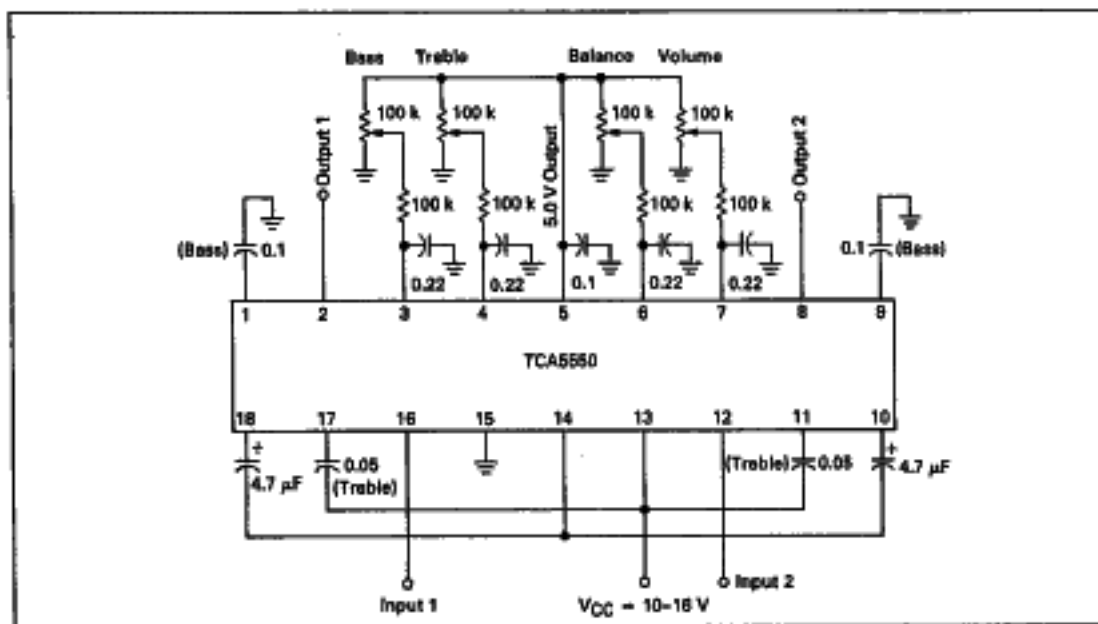 Bass Treble Balance Volume
100 k 100 k 100 k 100 k
Output 1
5.0 V Output
Output 2
100 k 100 k 100 k 100 k
(Bass) 0.1
0.1 (Bass)
0.22 0.22 0.1 0.22 0.22
1 2 3 4 5 6 7 8 9
TCA5550
18 17 16 15 14 13 12 11 10
+ +
4.7 µF
0.05
(Treble)
(Treble) 0.05
4.7 µF
Input 1
VCC = 10-16 V
Input 2